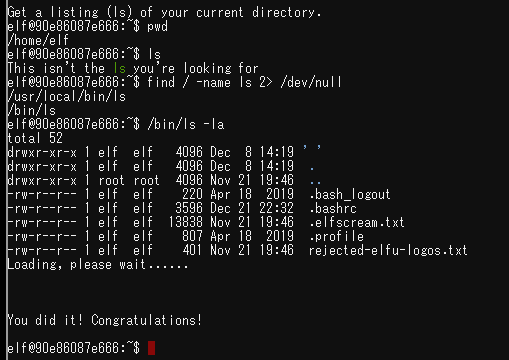 Get a listing (ls) of your current directory.
elf@90e86087e666:~$ pwd
/home/elf
elf@90e86087e666:~$ ls
This isn't the ls you're looking for
elf@90e86087e666:~$ find / -name ls 2> /dev/null
/usr/local/bin/ls
/bin/ls
elf@90e86087e666:~$ /bin/ls -la
total 52
drwxr-xr-x 1 elf  elf   4096 Dec  8 14:19 ' '
drwxr-xr-x 1 elf  elf   4096 Dec  8 14:19  .
drwxr-xr-x 1 root root  4096 Nov 21 19:46  ..
-rw-r--r-- 1 elf  elf    220 Apr 18  2019  .bash_logout
-rw-r--r-- 1 elf  elf   3596 Dec 21 22:32  .bashrc
-rw-r--r-- 1 elf  elf  13838 Nov 21 19:46  .elfscream.txt
-rw-r--r-- 1 elf  elf    807 Apr 18  2019  .profile
-rw-r--r-- 1 elf  elf    401 Nov 21 19:46  rejected-elfu-logos.txt
Loading, please wait......
You did it! Congratulations!
elf@90e86087e666:~$